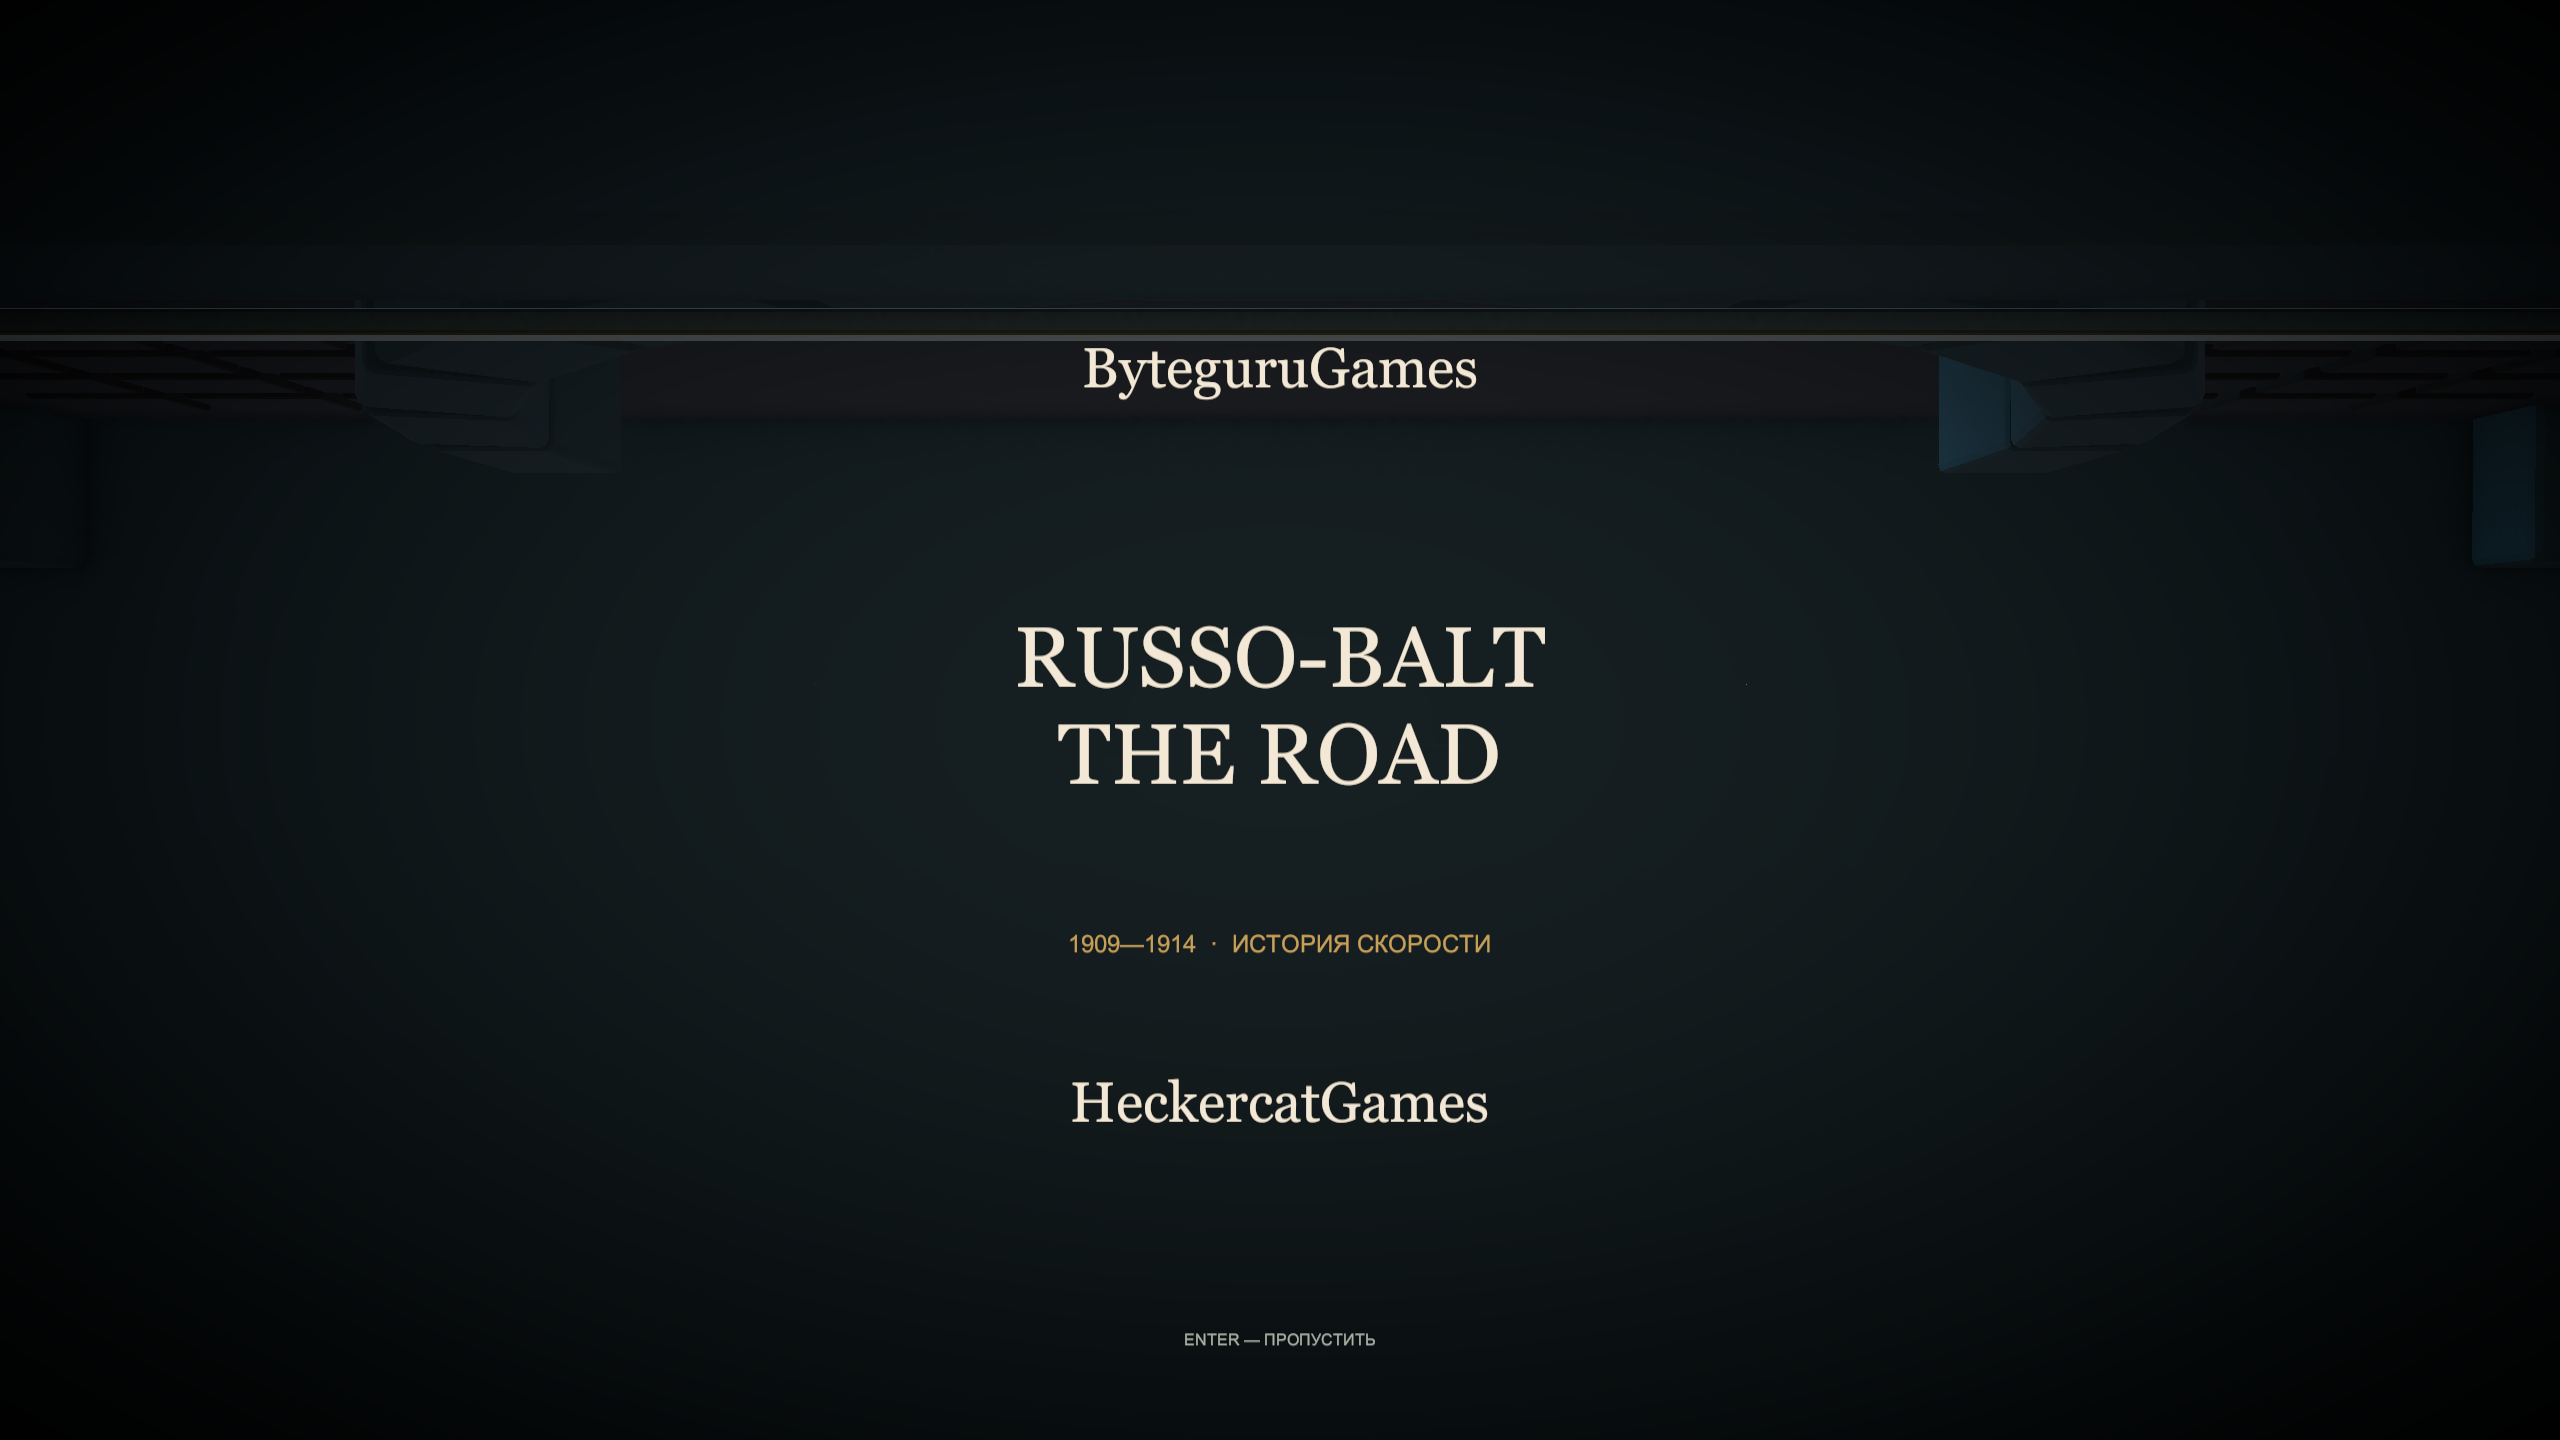 ByteguruGames
RUSSO-BALT
THE ROAD
1909—1914 · ИСТОРИЯ СКОРОСТИ
HeckercatGames
ENTER — ПРОПУСТИТЬ